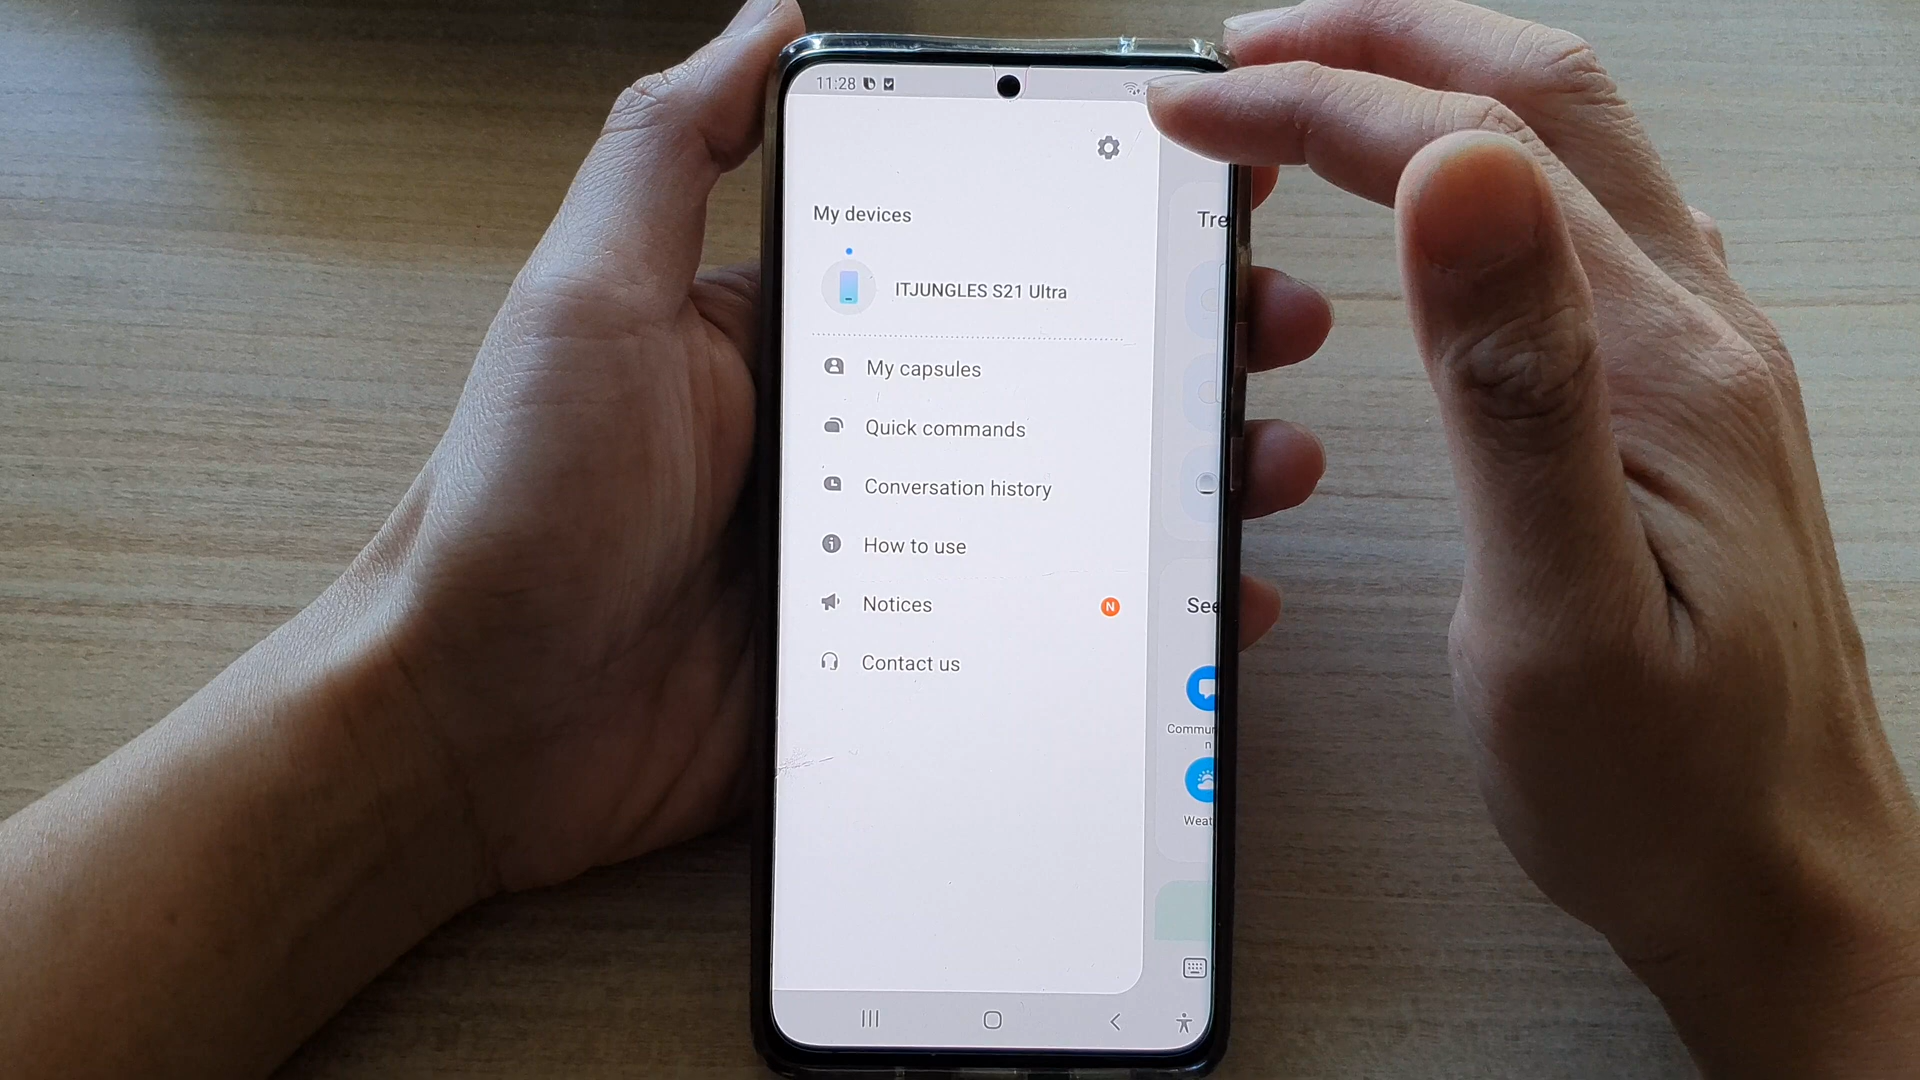 11:28
My devices
Tre
ITJUNGLES S21 Ultra
My capsules
Quick commands
Conversation history
How to use
Notices
N
See
Contact us
Commun
n
Weat